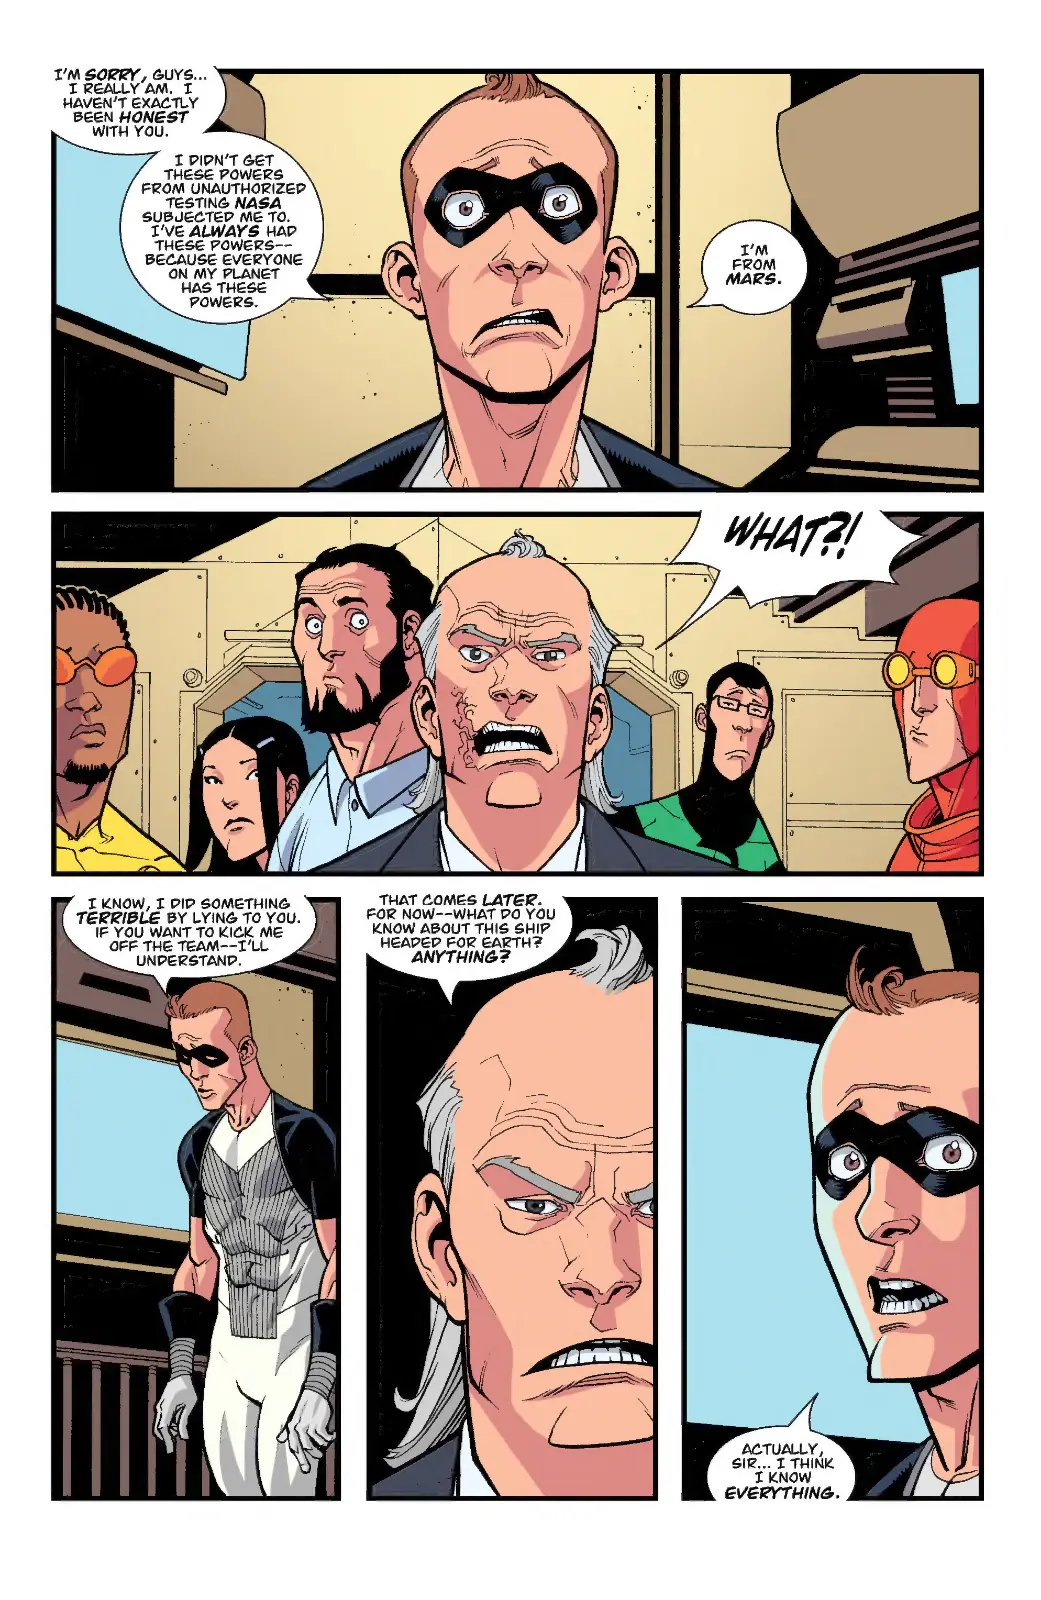 I'M SORRY, GUYS...
I REALLY AM. I
HAVEN'T EXACTLY
BEEN HONEST
WITH YOU.
I DIDN'T GET
THESE POWERS
FROM UNAUTHORIZED
TESTING NASA
SUBJECTED ME TO.
I'VE ALWAYS HAD
THESE POWERS--
BECAUSE EVERYONE
ON MY PLANET
HAS THESE
POWERS.
I'M
FROM
MARS.
WHAT?!
I KNOW, I DID SOMETHING
TERRIBLE BY LYING TO YOU.
IF YOU WANT TO KICK ME
OFF THE TEAM--I'LL
UNDERSTAND.
THAT COMES LATER.
FOR NOW--WHAT DO YOU
KNOW ABOUT THIS SHIP
HEADED FOR EARTH?
ANYTHING?
ACTUALLY,
SIR... I THINK
I KNOW
EVERYTHING.